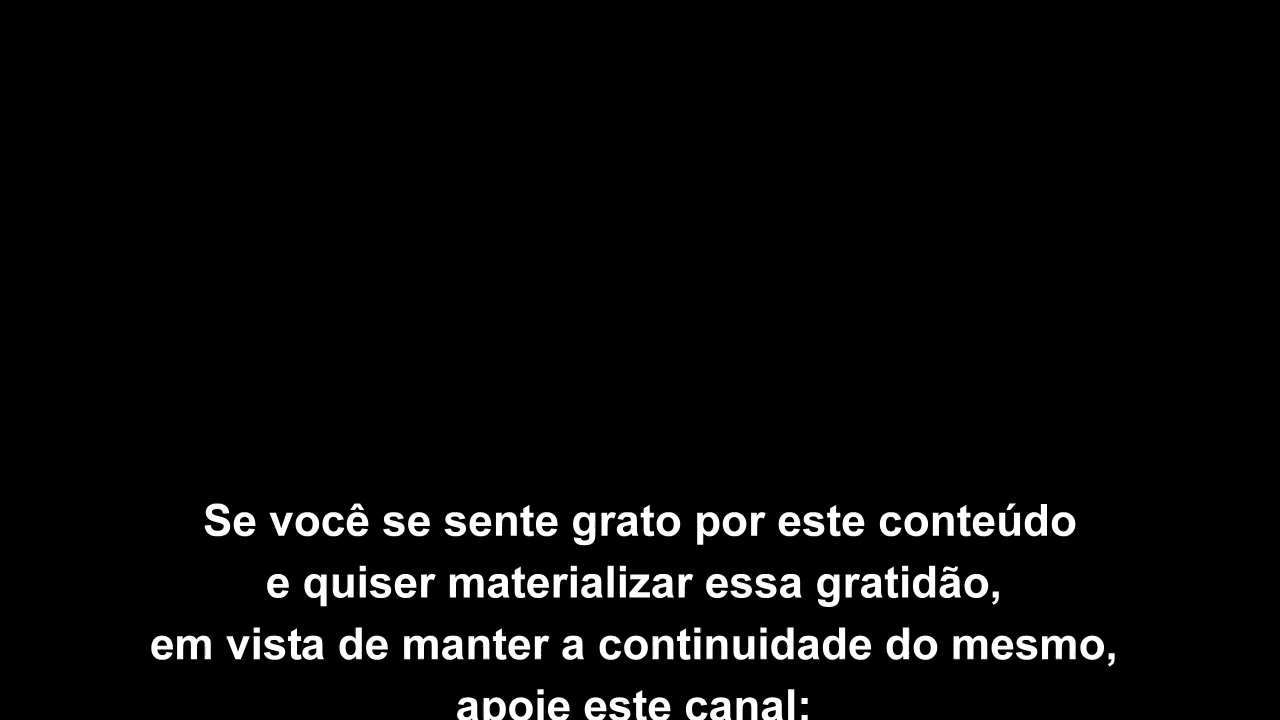 Se você se sente grato por este conteúdo
e quiser materializar essa gratidão,
em vista de manter a continuidade do mesmo,
apoie este canal: